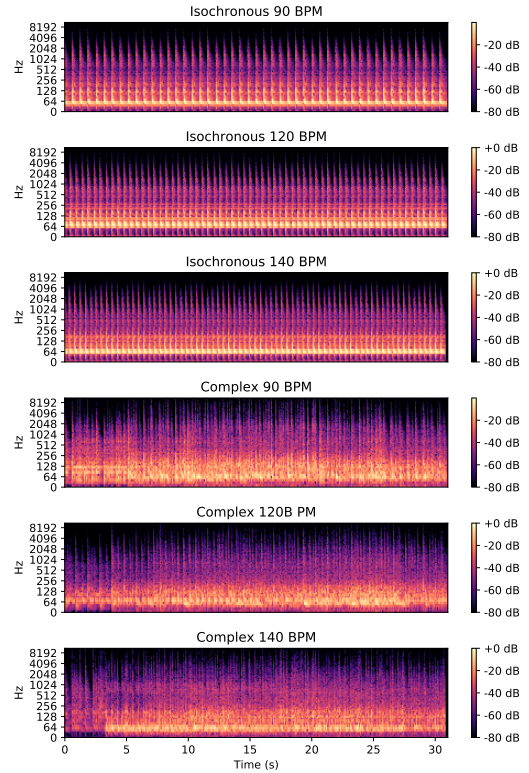 Isochronous 90 BPM
Hz
8192
4096
2048
1024
512
256
128
64
0
-20 dB
-40 dB
-60 dB
-80 dB
Isochronous 120 BPM
Hz
8192
4096
2048
1024
512
256
128
64
0
+0 dB
-20 dB
-40 dB
-60 dB
-80 dB
Isochronous 140 BPM
Hz
8192
4096
2048
1024
512
256
128
64
0
+0 dB
-20 dB
-40 dB
-60 dB
-80 dB
Complex 90 BPM
Hz
8192
4096
2048
1024
512
256
128
64
0
-20 dB
-40 dB
-60 dB
-80 dB
Complex 120B PM
Hz
8192
4096
2048
1024
512
256
128
64
0
+0 dB
-20 dB
-40 dB
-60 dB
-80 dB
Complex 140 BPM
Hz
8192
4096
2048
1024
512
256
128
64
0
+0 dB
-20 dB
-40 dB
-60 dB
-80 dB
0 5 10 15 20 25 30
Time (s)